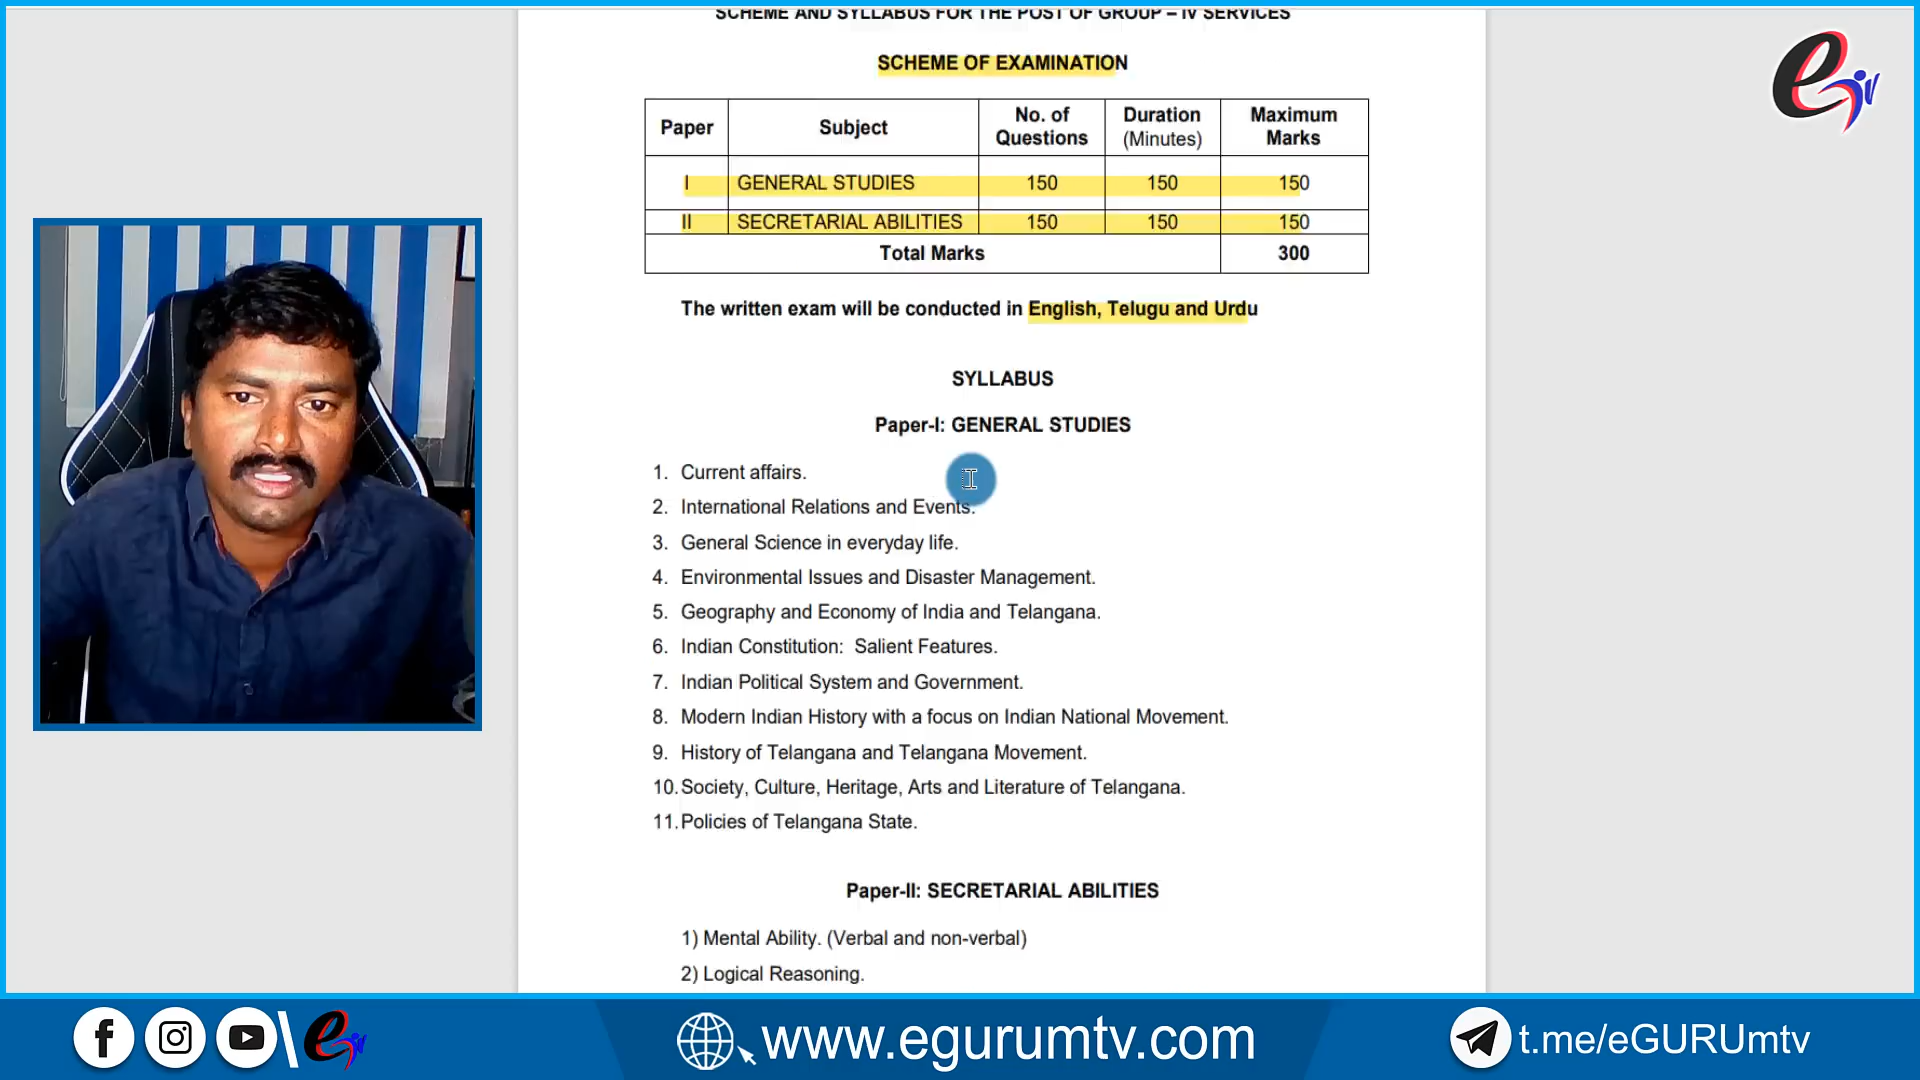 SCHEME AND SYLLABUS FOR THE POST OF GROUP – IV SERVICES
SCHEME OF EXAMINATION
Paper Subject No. of Questions Duration (Minutes) Maximum Marks
I GENERAL STUDIES 150 150 150
II SECRETARIAL ABILITIES 150 150 150
Total Marks 300
The written exam will be conducted in English, Telugu and Urdu
SYLLABUS
Paper-I: GENERAL STUDIES
1. Current affairs.
2. International Relations and Events.
3. General Science in everyday life.
4. Environmental Issues and Disaster Management.
5. Geography and Economy of India and Telangana.
6. Indian Constitution: Salient Features.
7. Indian Political System and Government.
8. Modern Indian History with a focus on Indian National Movement.
9. History of Telangana and Telangana Movement.
10. Society, Culture, Heritage, Arts and Literature of Telangana.
11. Policies of Telangana State.
Paper-II: SECRETARIAL ABILITIES
1) Mental Ability. (Verbal and non-verbal)
2) Logical Reasoning.
www.egurumtv.com
t.me/eGURUmtv